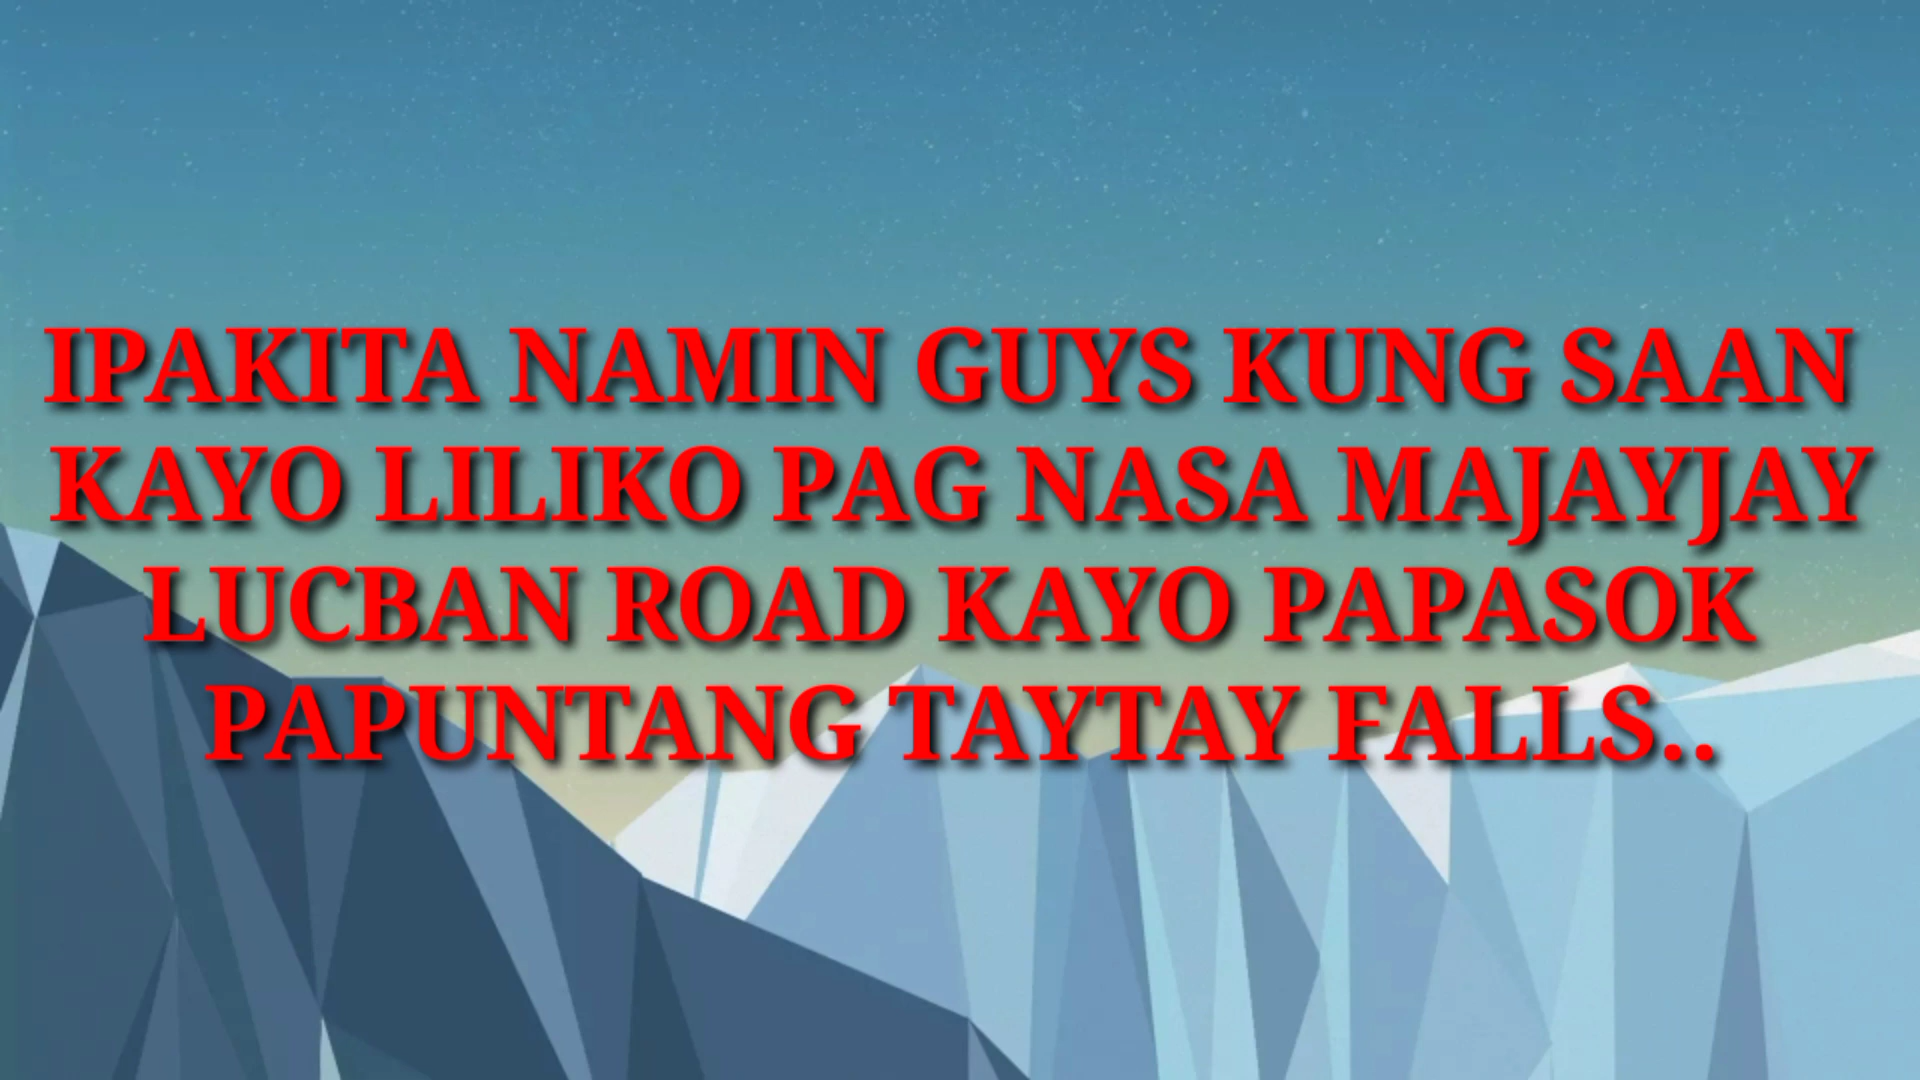 IPAKITA NAMIN GUYS KUNG SAAN
KAYO LILIKO PAG NASA MAJAYJAY
LUCBAN ROAD KAYO PAPASOK
PAPUNTANG TAYTAY FALLS..